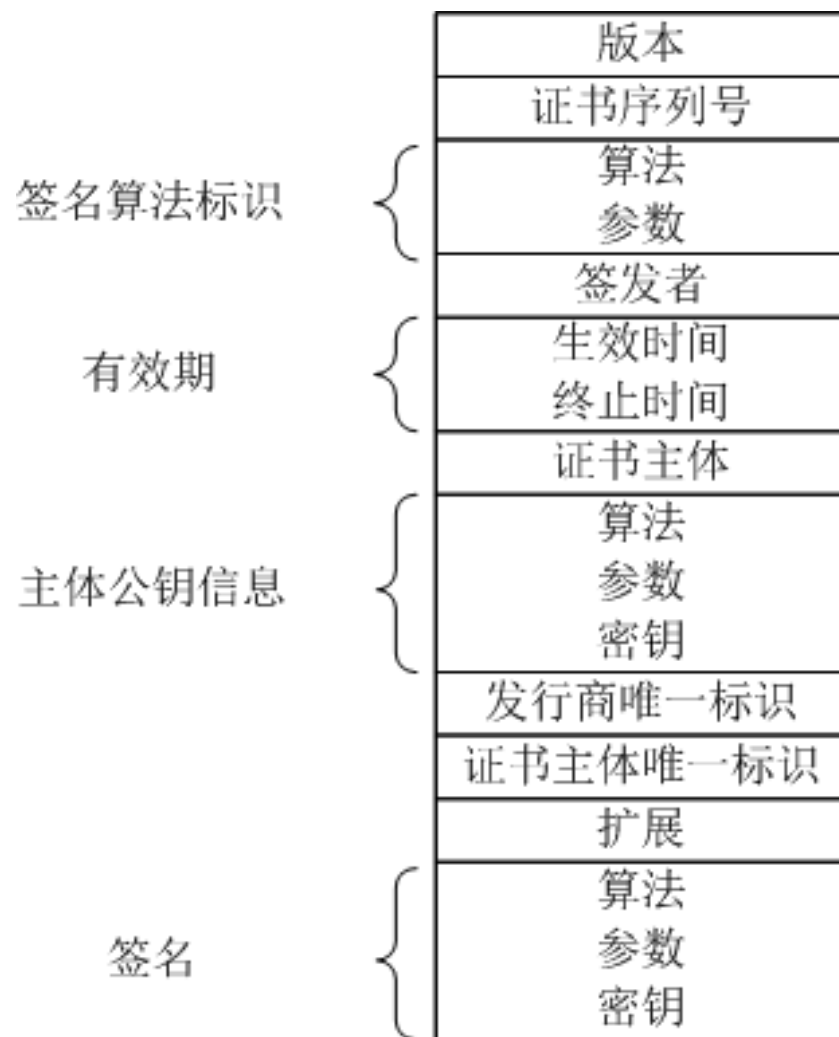 版本
证书序列号
签名算法标识
算法
参数
签发者
有效期
生效时间
终止时间
证书主体
主体公钥信息
算法
参数
密钥
发行商唯一标识
证书主体唯一标识
扩展
签名
算法
参数
密钥